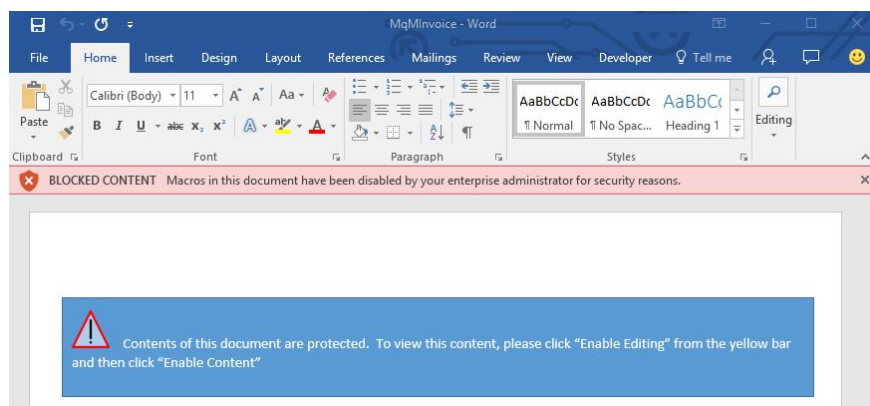 MqMInvoice - Word
File Home Insert Design Layout References Mailings Review View Developer Tell me
Calibri (Body) 11 A A Aa
AaBbCcDc AaBbCcDc AaBbCc
Paste B I U abc X₂ X² A ab A ¶ ¶ Normal ¶ No Spac... Heading 1 Editing
Clipboard Font Paragraph Styles
BLOCKED CONTENT Macros in this document have been disabled by your enterprise administrator for security reasons.
Contents of this document are protected. To view this content, please click “Enable Editing” from the yellow bar
and then click “Enable Content”